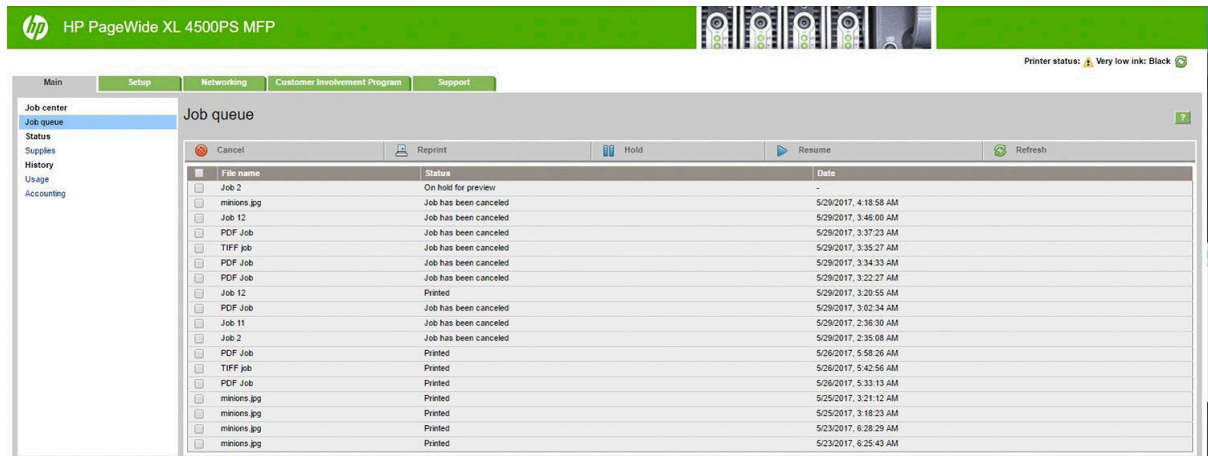 hp HP PageWide XL 4500PS MFP
Printer status: Very low ink: Black
Main Setup Networking Customer Involvement Program Support
Job center
Job queue
Status
Supplies
History
Usage
Accounting
Job queue
?
Cancel Reprint Hold Resume Refresh
File name Status Date
Job 2 On hold for preview -
minions.jpg Job has been canceled 5/29/2017, 4:18:58 AM
Job 12 Job has been canceled 5/29/2017, 3:46:00 AM
PDF Job Job has been canceled 5/29/2017, 3:37:23 AM
TIFF job Job has been canceled 5/29/2017, 3:35:27 AM
PDF Job Job has been canceled 5/29/2017, 3:34:33 AM
PDF Job Job has been canceled 5/29/2017, 3:22:27 AM
Job 12 Printed 5/29/2017, 3:20:55 AM
PDF Job Job has been canceled 5/29/2017, 3:02:34 AM
Job 11 Job has been canceled 5/29/2017, 2:36:30 AM
Job 2 Job has been canceled 5/29/2017, 2:35:08 AM
PDF Job Printed 5/26/2017, 5:58:26 AM
TIFF job Printed 5/26/2017, 5:42:56 AM
PDF Job Printed 5/26/2017, 5:33:13 AM
minions.jpg Printed 5/25/2017, 3:21:12 AM
minions.jpg Printed 5/25/2017, 3:18:23 AM
minions.jpg Printed 5/23/2017, 6:28:29 AM
minions.jpg Printed 5/23/2017, 6:25:43 AM